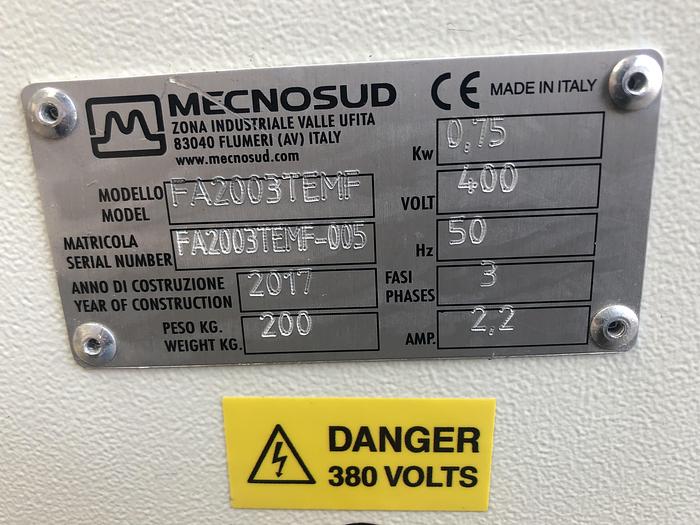 MECNOSUD
ZONA INDUSTRIALE VALLE UFITA
83040 FLUMERI (AV) ITALY
www.mecnosud.com
CE MADE IN ITALY
MODELLO
MODEL
FA2003TEMF
MATRICOLA
SERIAL NUMBER
FA2003TEMF-005
ANNO DI COSTRUZIONE
YEAR OF CONSTRUCTION
2017
PESO KG.
WEIGHT KG.
200
Kw 0,75
VOLT 400
Hz 50
FASI
PHASES
3
AMP. 2,2
DANGER
380 VOLTS